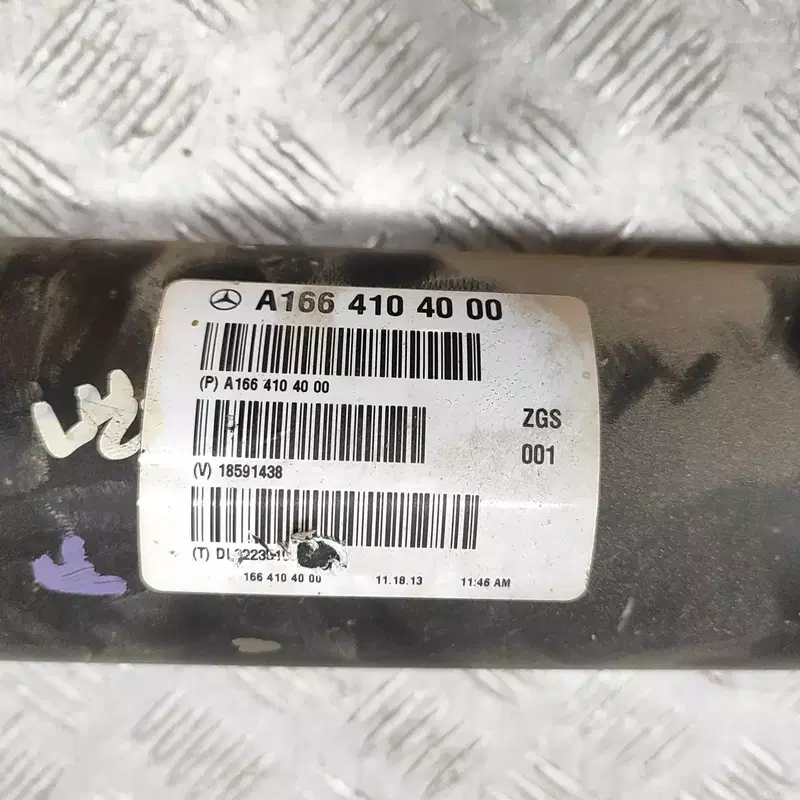 A166 410 40 00
(P) A166 410 40 00
ZGS
001
(V) 18591438
(T)
166 410 40 00 11.18.13 11:46 AM